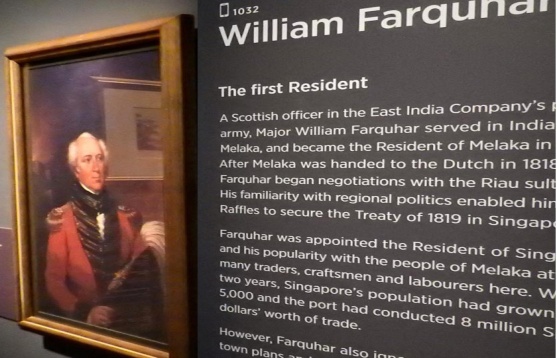 1032
William Farquhar
The first Resident
A Scottish officer in the East India Company's
army, Major William Farquhar served in India
Melaka, and became the Resident of Melaka in
After Melaka was handed to the Dutch in 1818
Farquhar began negotiations with the Riau
His familiarity with regional politics enabled
Raffles to secure the Treaty of 1819 in
Farquhar was appointed the Resident of
and his popularity with the people of Melaka
many traders, craftsmen and labourers here.
two years, Singapore's population had grown
5,000 and the port had conducted 8 million
dollars' worth of trade.
However, Farquhar also
town plans